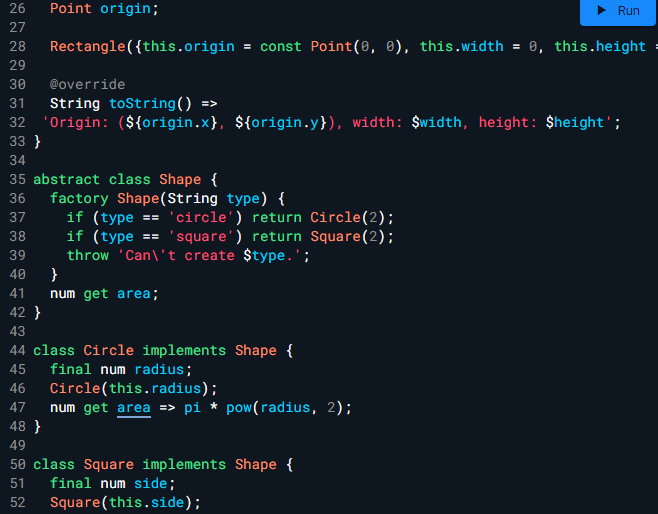 26 Point origin;
Run
27
28 Rectangle({this.origin = const Point(0, 0), this.width = 0, this.height =
29
30 @override
31 String toString() =>
32 'Origin: (${origin.x}, ${origin.y}), width: $width, height: $height';
33 }
34
35 abstract class Shape {
36 factory Shape(String type) {
37 if (type == 'circle') return Circle(2);
38 if (type == 'square') return Square(2);
39 throw 'Can\'t create $type.';
40 }
41 num get area;
42 }
43
44 class Circle implements Shape {
45 final num radius;
46 Circle(this.radius);
47 num get area => pi * pow(radius, 2);
48 }
49
50 class Square implements Shape {
51 final num side;
52 Square(this.side);